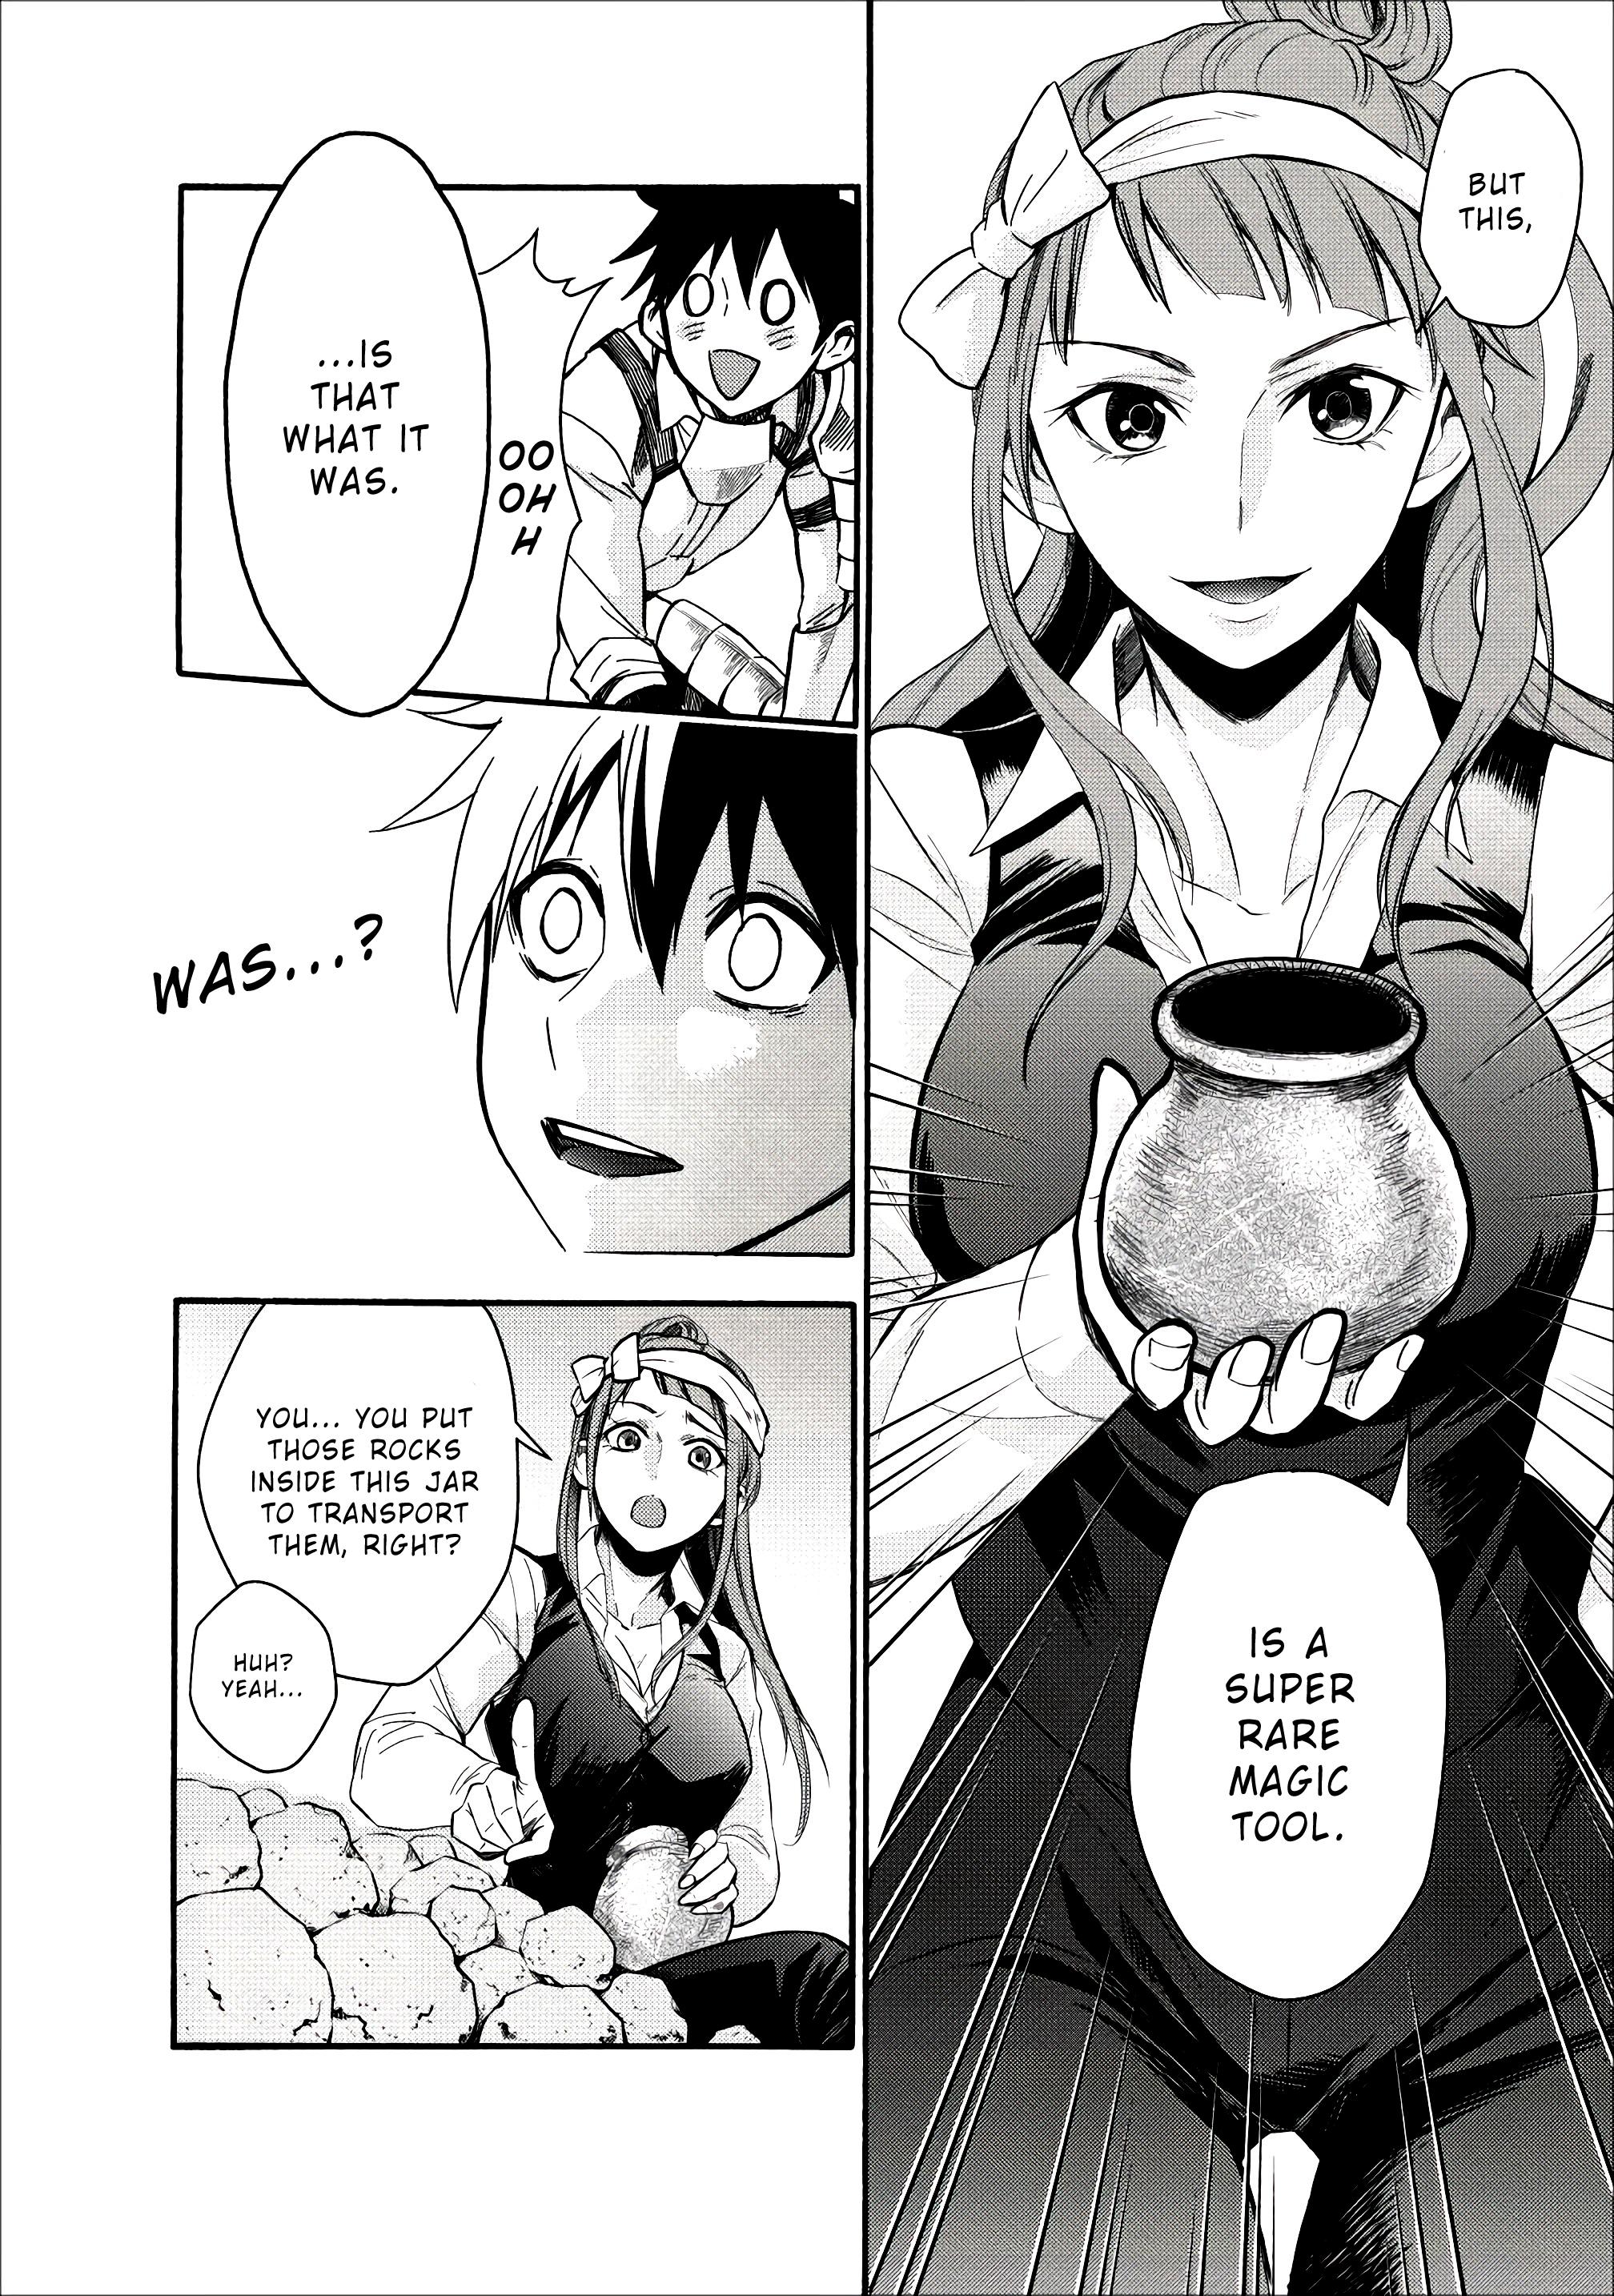 BUT
THIS,
IS A
SUPER
RARE
MAGIC
TOOL.
OO
OH
H
...IS
THAT
WHAT IT
WAS.
WAS...?
YOU... YOU PUT
THOSE ROCKS
INSIDE THIS JAR
TO TRANSPORT
THEM, RIGHT?
HUH?
YEAH...